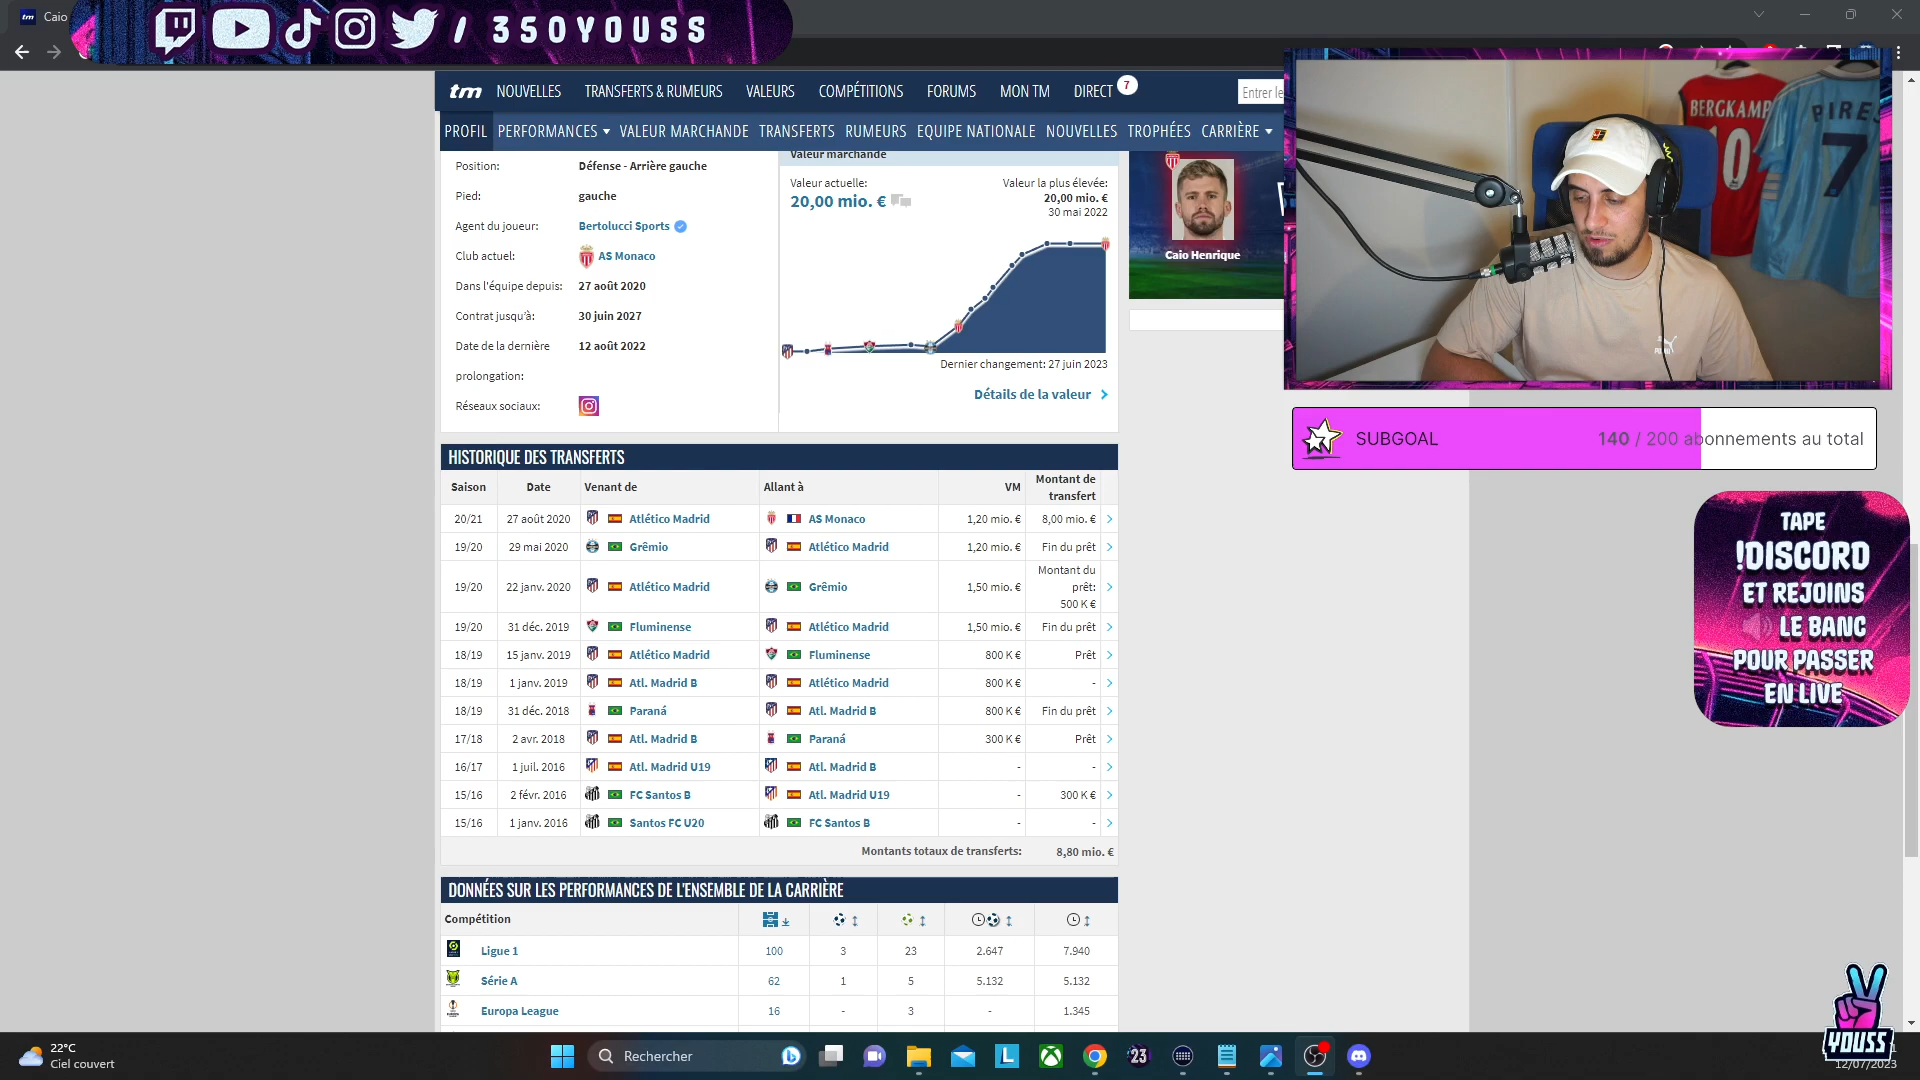 Caio
/ 350YOUSS
tm NOUVELLES TRANSFERTS & RUMEURS VALEURS COMPÉTITIONS FORUMS MON TM DIRECT 7
Entrer le
PROFIL PERFORMANCES VALEUR MARCHANDE TRANSFERTS RUMEURS EQUIPE NATIONALE NOUVELLES TROPHÉES CARRIÈRE
Position: Défense - Arrière gauche
Pied: gauche
Agent du joueur: Bertolucci Sports
Club actuel: AS Monaco
Dans l'équipe depuis: 27 août 2020
Contrat jusqu'à: 30 juin 2027
Date de la dernière 12 août 2022
prolongation:
Réseaux sociaux:
Valeur marchande
Valeur actuelle: Valeur la plus élevée:
20,00 mio. € 20,00 mio. €
30 mai 2022
Dernier changement: 27 juin 2023
Détails de la valeur
Caio Henrique
BERGKAMP
10
PIRES
7
SUBGOAL 140 / 200 abonnements au total
TAPE
!DISCORD
ET REJOINS
LE BANC
POUR PASSER
EN LIVE
HISTORIQUE DES TRANSFERTS
Saison Date Venant de Allant à VM Montant de
transfert
20/21 27 août 2020 Atlético Madrid AS Monaco 1,20 mio. € 8,00 mio. €
19/20 29 mai 2020 Grêmio Atlético Madrid 1,20 mio. € Fin du prêt
19/20 22 janv. 2020 Atlético Madrid Grêmio 1,50 mio. € Montant du
prêt:
500 K €
19/20 31 déc. 2019 Fluminense Atlético Madrid 1,50 mio. € Fin du prêt
18/19 15 janv. 2019 Atlético Madrid Fluminense 800 K € Prêt
18/19 1 janv. 2019 Atl. Madrid B Atlético Madrid 800 K € -
18/19 31 déc. 2018 Paraná Atl. Madrid B 800 K € Fin du prêt
17/18 2 avr. 2018 Atl. Madrid B Paraná 300 K € Prêt
16/17 1 juil. 2016 Atl. Madrid U19 Atl. Madrid B - -
15/16 2 févr. 2016 FC Santos B Atl. Madrid U19 - 300 K €
15/16 1 janv. 2016 Santos FC U20 FC Santos B - -
Montants totaux de transferts: 8,80 mio. €
DONNÉES SUR LES PERFORMANCES DE L'ENSEMBLE DE LA CARRIÈRE
Compétition
Ligue 1 100 3 23 2.647 7.940
Série A 62 1 5 5.132 5.132
Europa League 16 - 3 - 1.345
YOUSS
22°C
Ciel couvert
Rechercher
23
12/07/2023